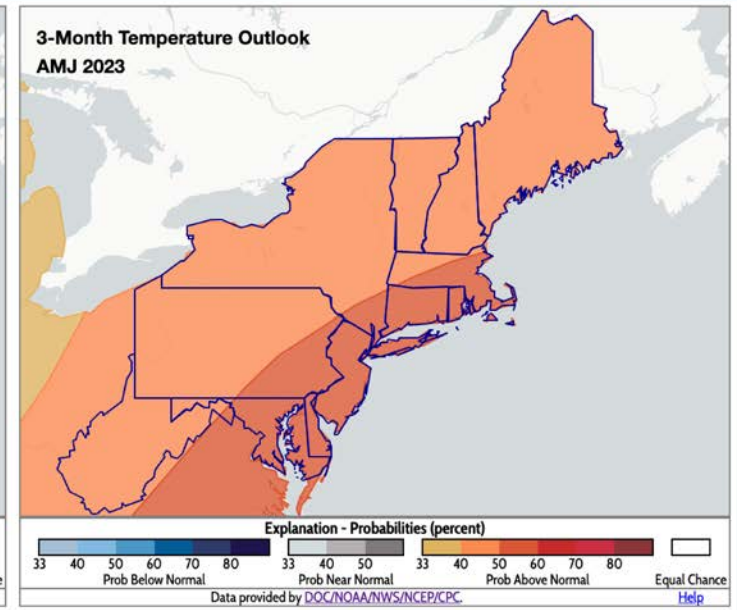 3-Month Temperature Outlook
AMJ 2023
Explanation - Probabilities (percent)
33 40 50 60 70 80 33 40 50 33 40 50 60 70 80
Prob Below Normal Prob Near Normal Prob Above Normal Equal Chance
Data provided by DOC/NOAA/NWS/NCEP/CPC. Help